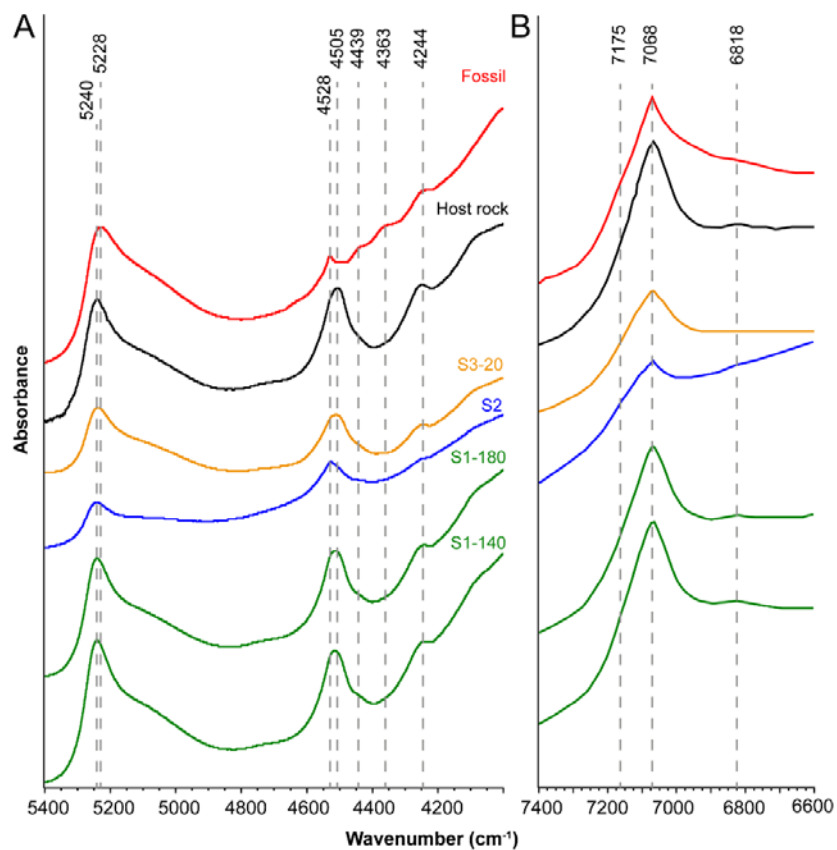 A
5240
5228
4528
4505
4439
4363
4244
Fossil
Host rock
S3-20
S2
S1-180
S1-140
Absorbance
5400 5200 5000 4800 4600 4400 4200
B
7175
7068
6818
7400 7200 7000 6800 6600
Wavenumber (cm⁻¹)